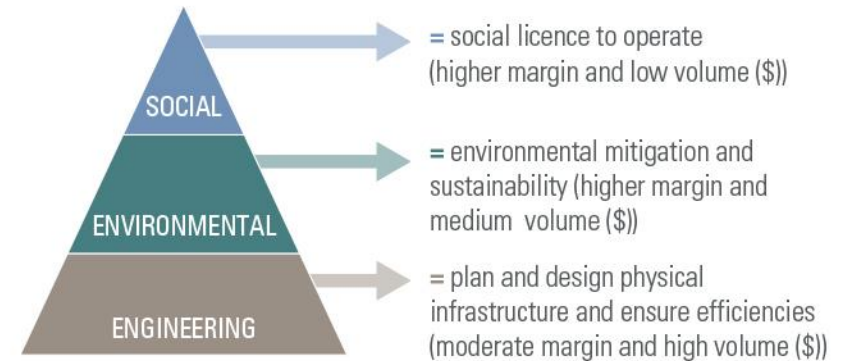 SOCIAL
= social licence to operate
(higher margin and low volume ($))
ENVIRONMENTAL
= environmental mitigation and
sustainability (higher margin and
medium volume ($))
ENGINEERING
= plan and design physical
infrastructure and ensure efficiencies
(moderate margin and high volume ($))